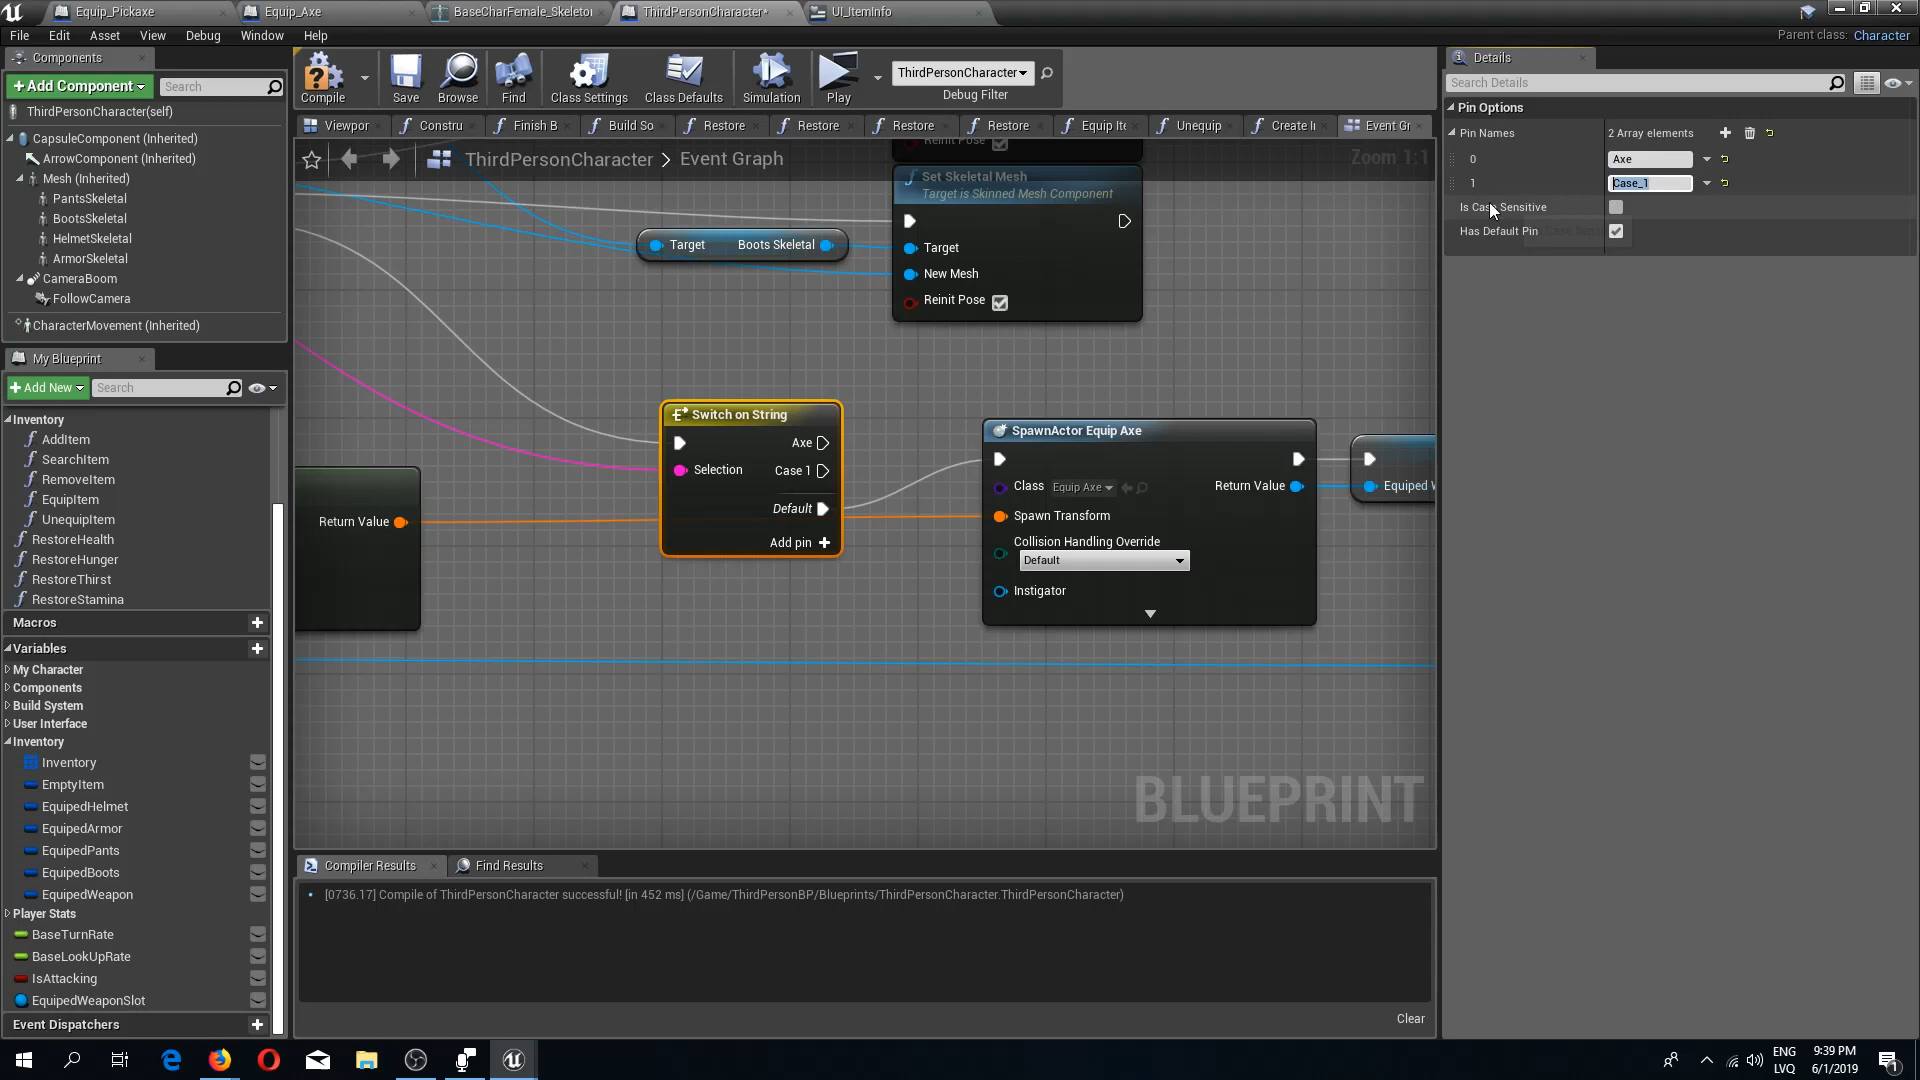 Equip_Pickaxe
Equip_Axe
BaseCharFemale_Skeletor
ThirdPersonCharacter*
UI_ItemInfo
File Edit Asset View Debug Window Help
Parent class: Character
Components
+Add Component
Search
ThirdPersonCharacter(self)
CapsuleComponent (Inherited)
ArrowComponent (Inherited)
Mesh (Inherited)
PantsSkeletal
BootsSkeletal
HelmetSkeletal
ArmorSkeletal
CameraBoom
FollowCamera
CharacterMovement (Inherited)
My Blueprint
+Add New
Search
Inventory
AddItem
SearchItem
RemoveItem
EquipItem
UnequipItem
RestoreHealth
RestoreHunger
RestoreThirst
RestoreStamina
Macros
Variables
My Character
Components
Build System
User Interface
Inventory
Inventory
EmptyItem
EquipedHelmet
EquipedArmor
EquipedPants
EquipedBoots
EquipedWeapon
Player Stats
BaseTurnRate
BaseLookUpRate
IsAttacking
EquipedWeaponSlot
Event Dispatchers
Compile
Save
Browse
Find
Class Settings
Class Defaults
Simulation
Play
ThirdPersonCharacter
Debug Filter
Viewpor
Constru
Finish B
Build So
Restore
Restore
Restore
Restore
Equip Ite
Unequip
Create I
Event Gr
ThirdPersonCharacter > Event Graph
Zoom 1:1
Reinit Pose
Set Skeletal Mesh
Target is Skinned Mesh Component
Target
New Mesh
Reinit Pose
Target Boots Skeletal
Switch on String
Axe
Selection Case 1
Default
Add pin
Return Value
SpawnActor Equip Axe
Class Equip Axe Return Value
Spawn Transform
Collision Handling Override
Default
Instigator
Equiped W
BLUEPRINT
Compiler Results
Find Results
[0736.17] Compile of ThirdPersonCharacter successful! [in 452 ms] (/Game/ThirdPersonBP/Blueprints/ThirdPersonCharacter.ThirdPersonCharacter)
Clear
Details
Search Details
Pin Options
Pin Names 2 Array elements
0 Axe
1 Case_1
Is Case Sensitive
Has Default Pin
ENG
LVQ
9:39 PM
6/1/2019
1